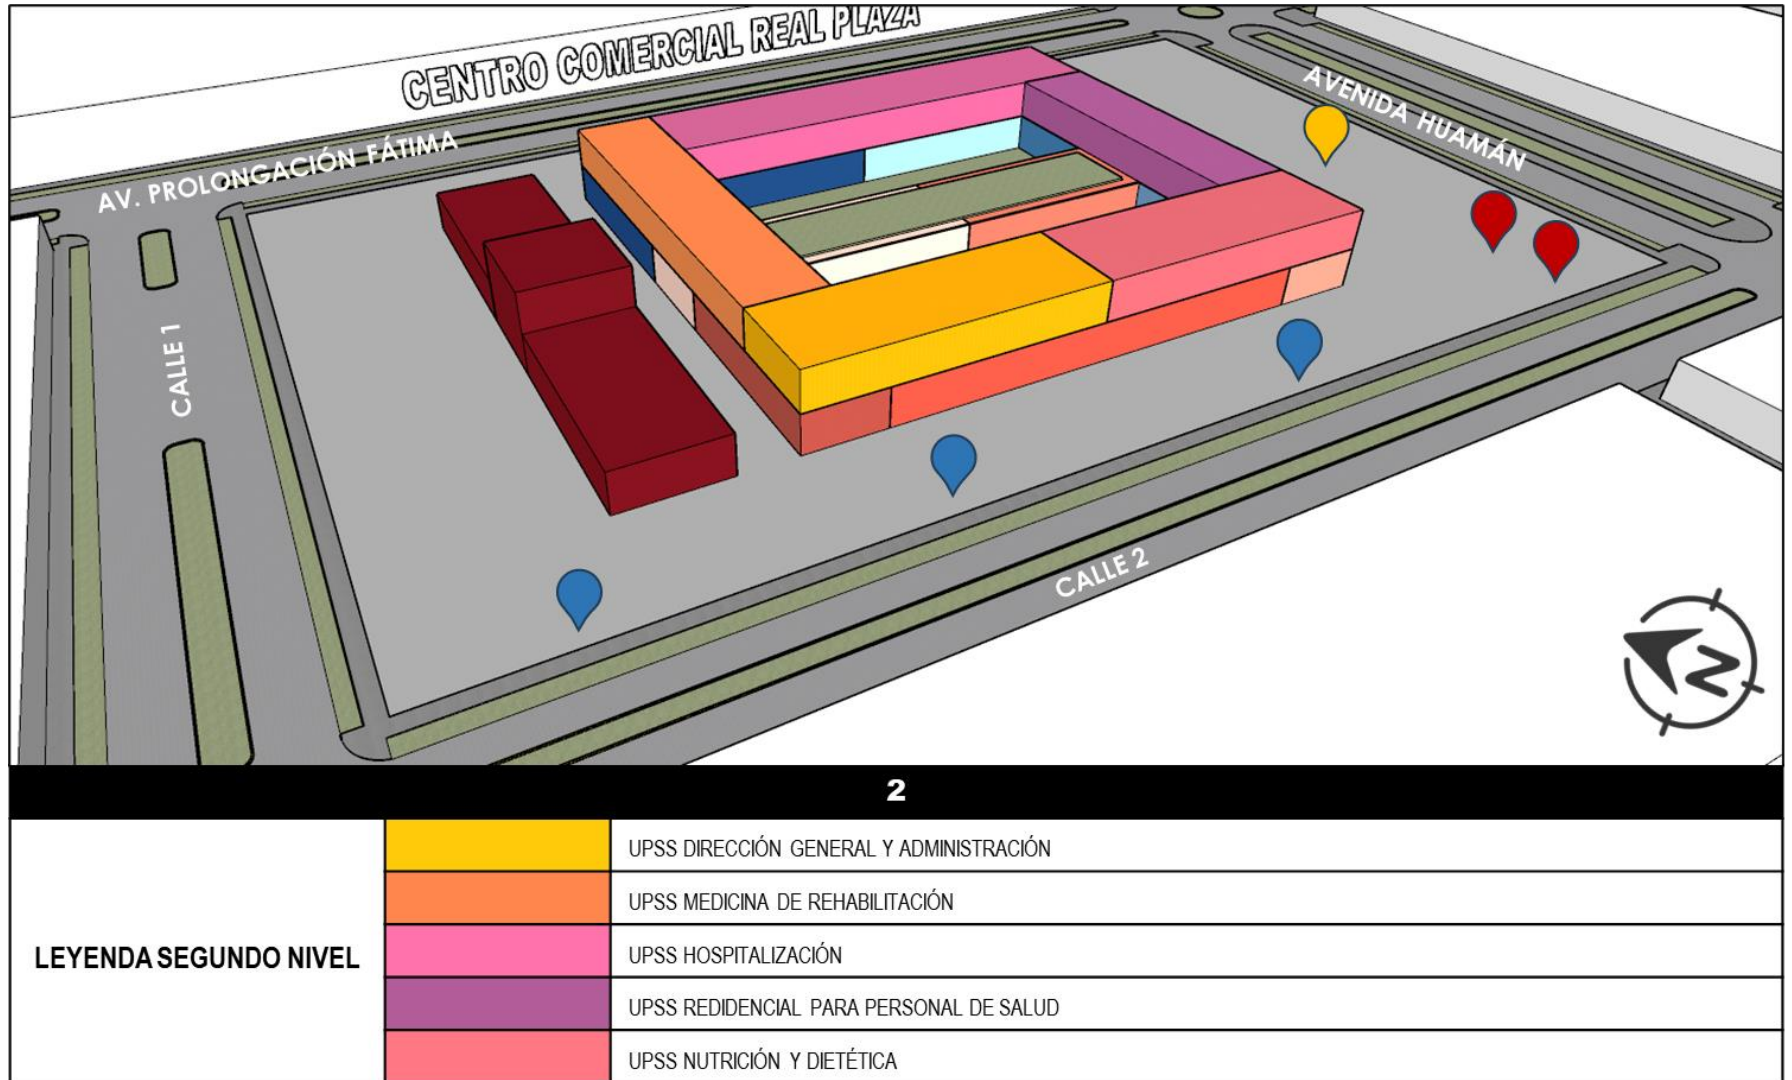 CENTRO COMERCIAL REAL PLAZA
AV. PROLONGACIÓN FÁTIMA
AVENIDA HUAMÁN
CALLE 1
CALLE 2
N
2
LEYENDA SEGUNDO NIVEL
UPSS DIRECCIÓN GENERAL Y ADMINISTRACIÓN
UPSS MEDICINA DE REHABILITACIÓN
UPSS HOSPITALIZACIÓN
UPSS REDIDENCIAL PARA PERSONAL DE SALUD
UPSS NUTRICIÓN Y DIETÉTICA